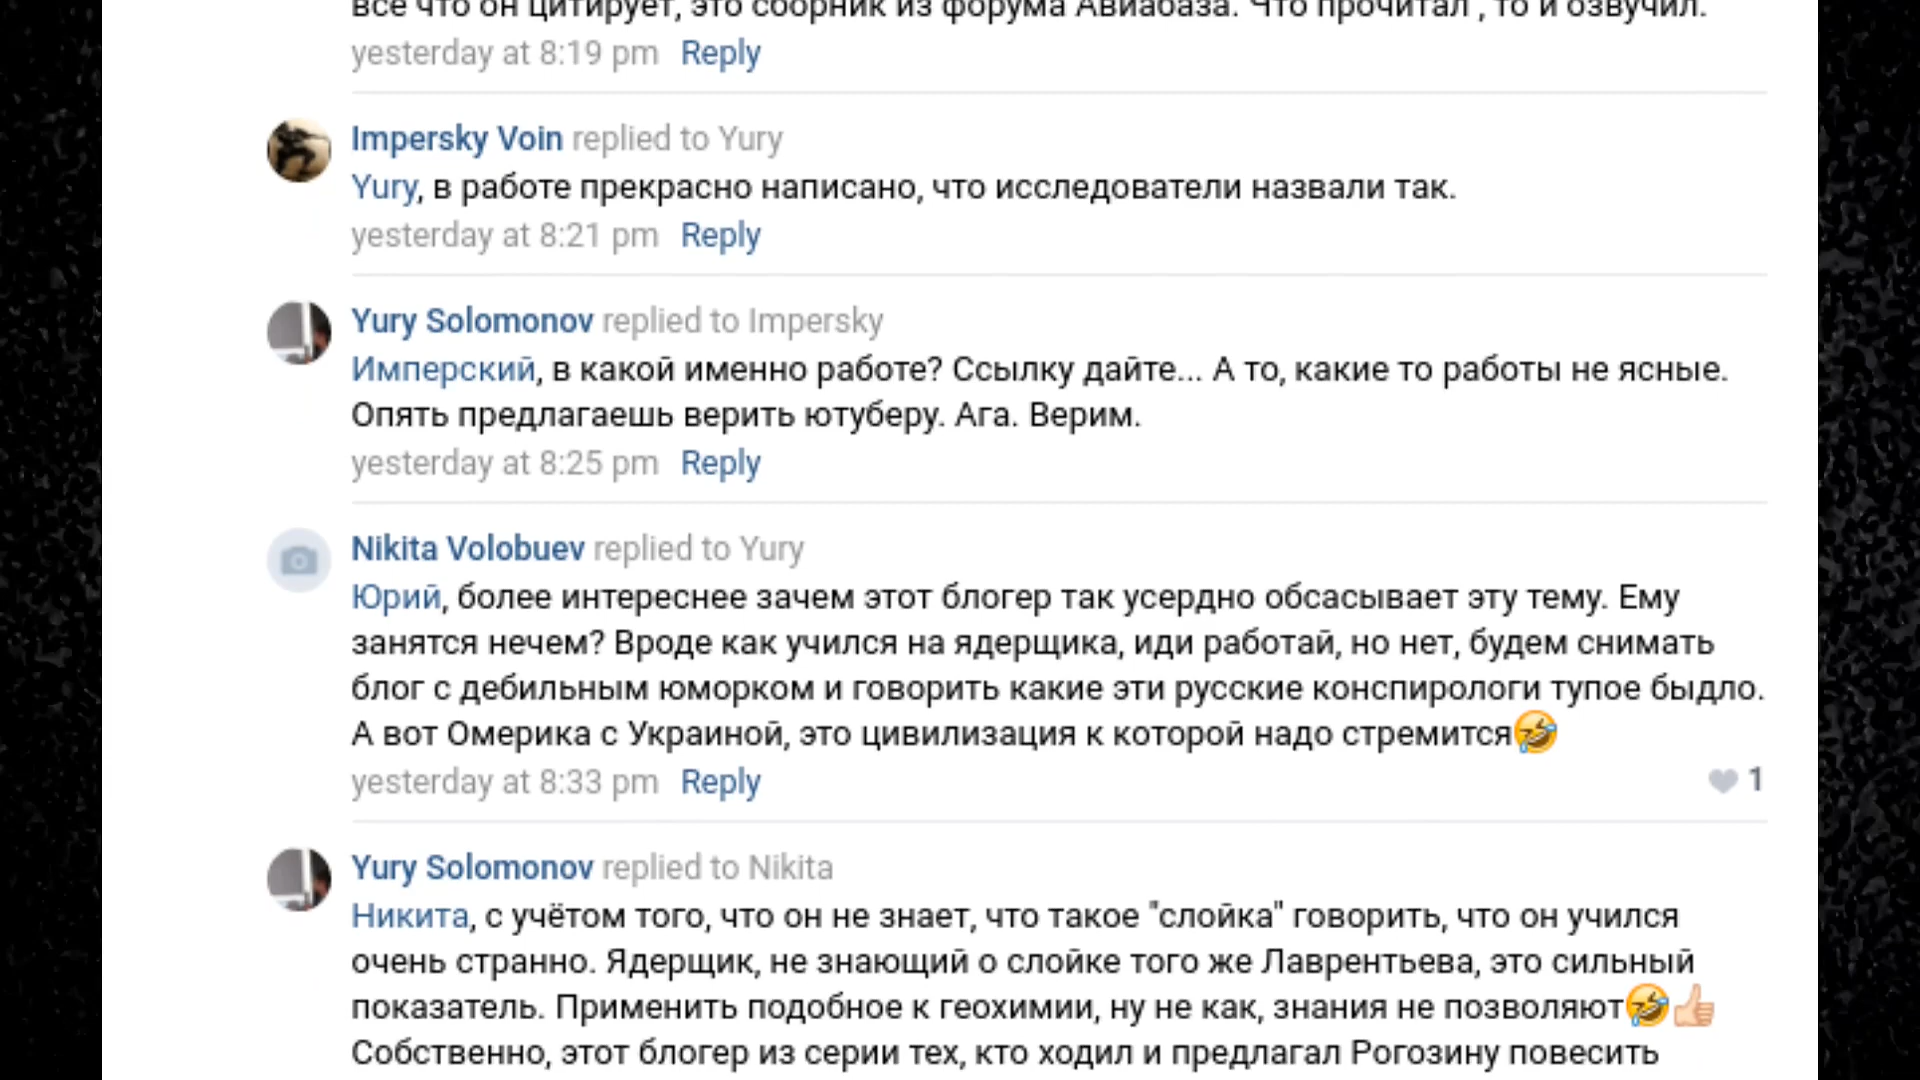 все что он цитирует, это сборник из форума Авиабаза. Что прочитал , то и озвучил.
yesterday at 8:19 pm Reply
Impersky Voin replied to Yury
Yury, в работе прекрасно написано, что исследователи назвали так.
yesterday at 8:21 pm Reply
Yury Solomonov replied to Impersky
Имперский, в какой именно работе? Ссылку дайте... А то, какие то работы не ясные.
Опять предлагаешь верить ютуберу. Ага. Верим.
yesterday at 8:25 pm Reply
Nikita Volobuev replied to Yury
Юрий, более интереснее зачем этот блогер так усердно обсасывает эту тему. Ему
занятся нечем? Вроде как учился на ядерщика, иди работай, но нет, будем снимать
блог с дебильным юморком и говорить какие эти русские конспирологи тупое быдло.
А вот Омерика с Украиной, это цивилизация к которой надо стремится🤣
yesterday at 8:33 pm Reply
1
Yury Solomonov replied to Nikita
Никита, с учётом того, что он не знает, что такое "слойка" говорить, что он учился
очень странно. Ядерщик, не знающий о слойке того же Лаврентьева, это сильный
показатель. Применить подобное к геохимии, ну не как, знания не позволяют🤣👍🏻
Собственно, этот блогер из серии тех, кто ходил и предлагал Рогозину повесить